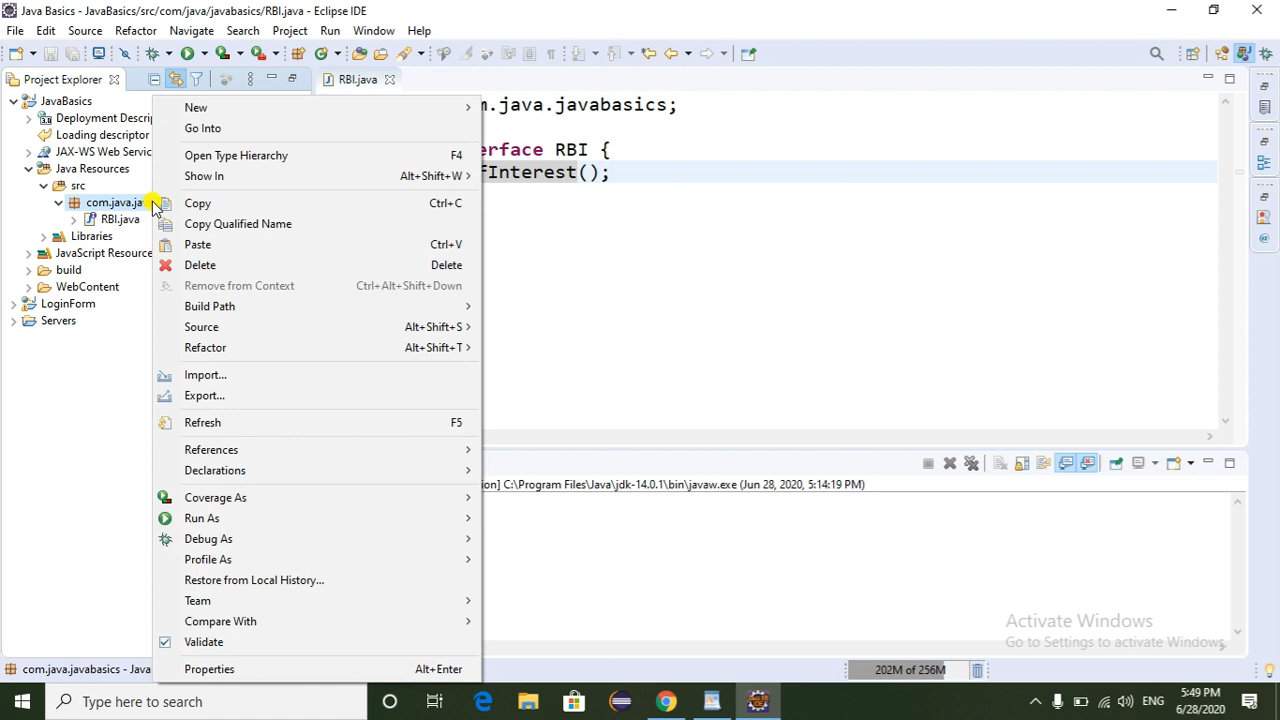 Java Basics - JavaBasics/src/com/java/javabasics/RBI.java - Eclipse IDE
File Edit Source Refactor Navigate Search Project Run Window Help
Project Explorer
RBI.java
JavaBasics
Deployment Descrip
Loading descriptor
JAX-WS Web Servic
Java Resources
src
com.java.jav
RBI.java
Libraries
JavaScript Resource
build
WebContent
LoginForm
Servers
New
Go Into
Open Type Hierarchy F4
Show In Alt+Shift+W
Copy Ctrl+C
Copy Qualified Name
Paste Ctrl+V
Delete Delete
Remove from Context Ctrl+Alt+Shift+Down
Build Path
Source Alt+Shift+S
Refactor Alt+Shift+T
Import...
Export...
Refresh F5
References
Declarations
Coverage As
Run As
Debug As
Profile As
Restore from Local History...
Team
Compare With
Validate
Properties Alt+Enter
m.java.javabasics;
erface RBI {
fInterest();
ion] C:\Program Files\Java\jdk-14.0.1\bin\javaw.exe (Jun 28, 2020, 5:14:19 PM)
Activate Windows
Go to Settings to activate Windows.
com.java.javabasics - Java
202M of 256M
Type here to search
ENG
5:49 PM
6/28/2020